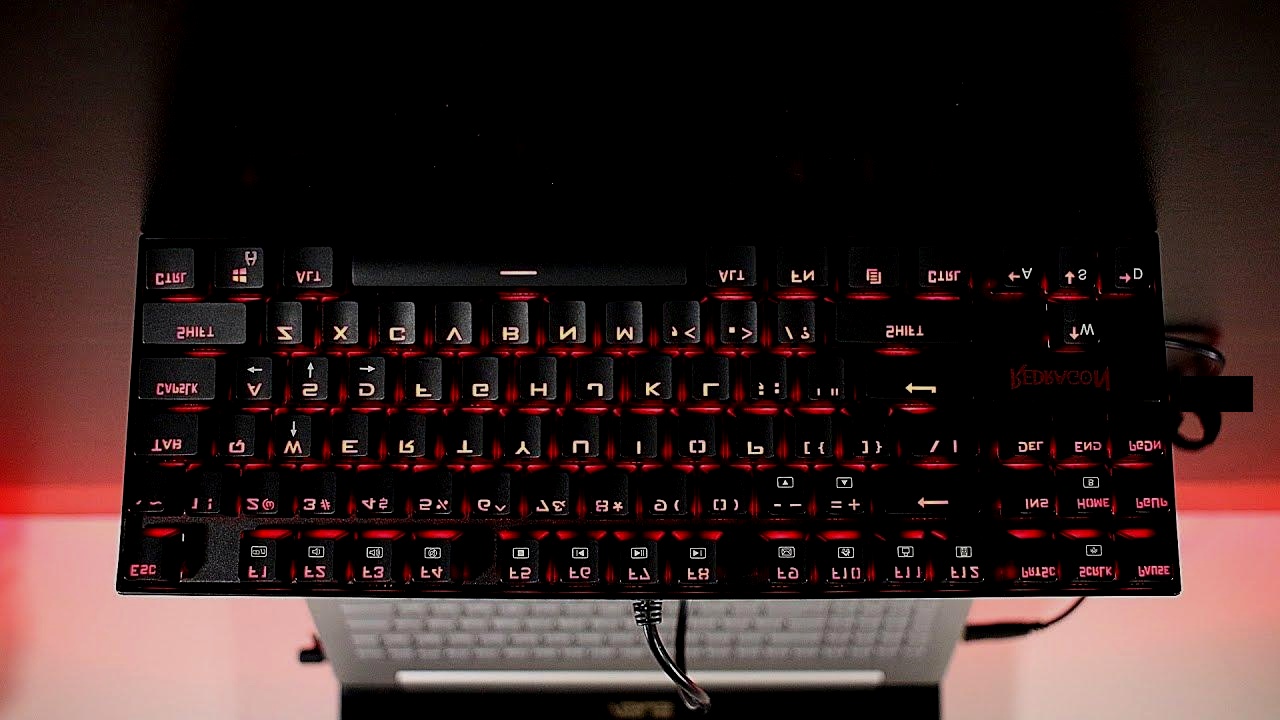 ESC F1 F2 F3 F4 F5 F6 F7 F8 F9 F10 F11 F12 PRTSC SCRLK PAUSE
` ~ 1! 2@ 3# 4$ 5% 6^ 7& 8* 9( 0) - _ = + ← INS HOME PGUP
TAB Q W E R T Y U I O P [ { ] } \ | DEL END PGDN
CAPSLK A S D F G H J K L ; : ' " REDRAGON
SHIFT Z X C V B N M , < . > / ? SHIFT ↑W
CTRL ALT ALT FN CTRL ←A ↓S →D